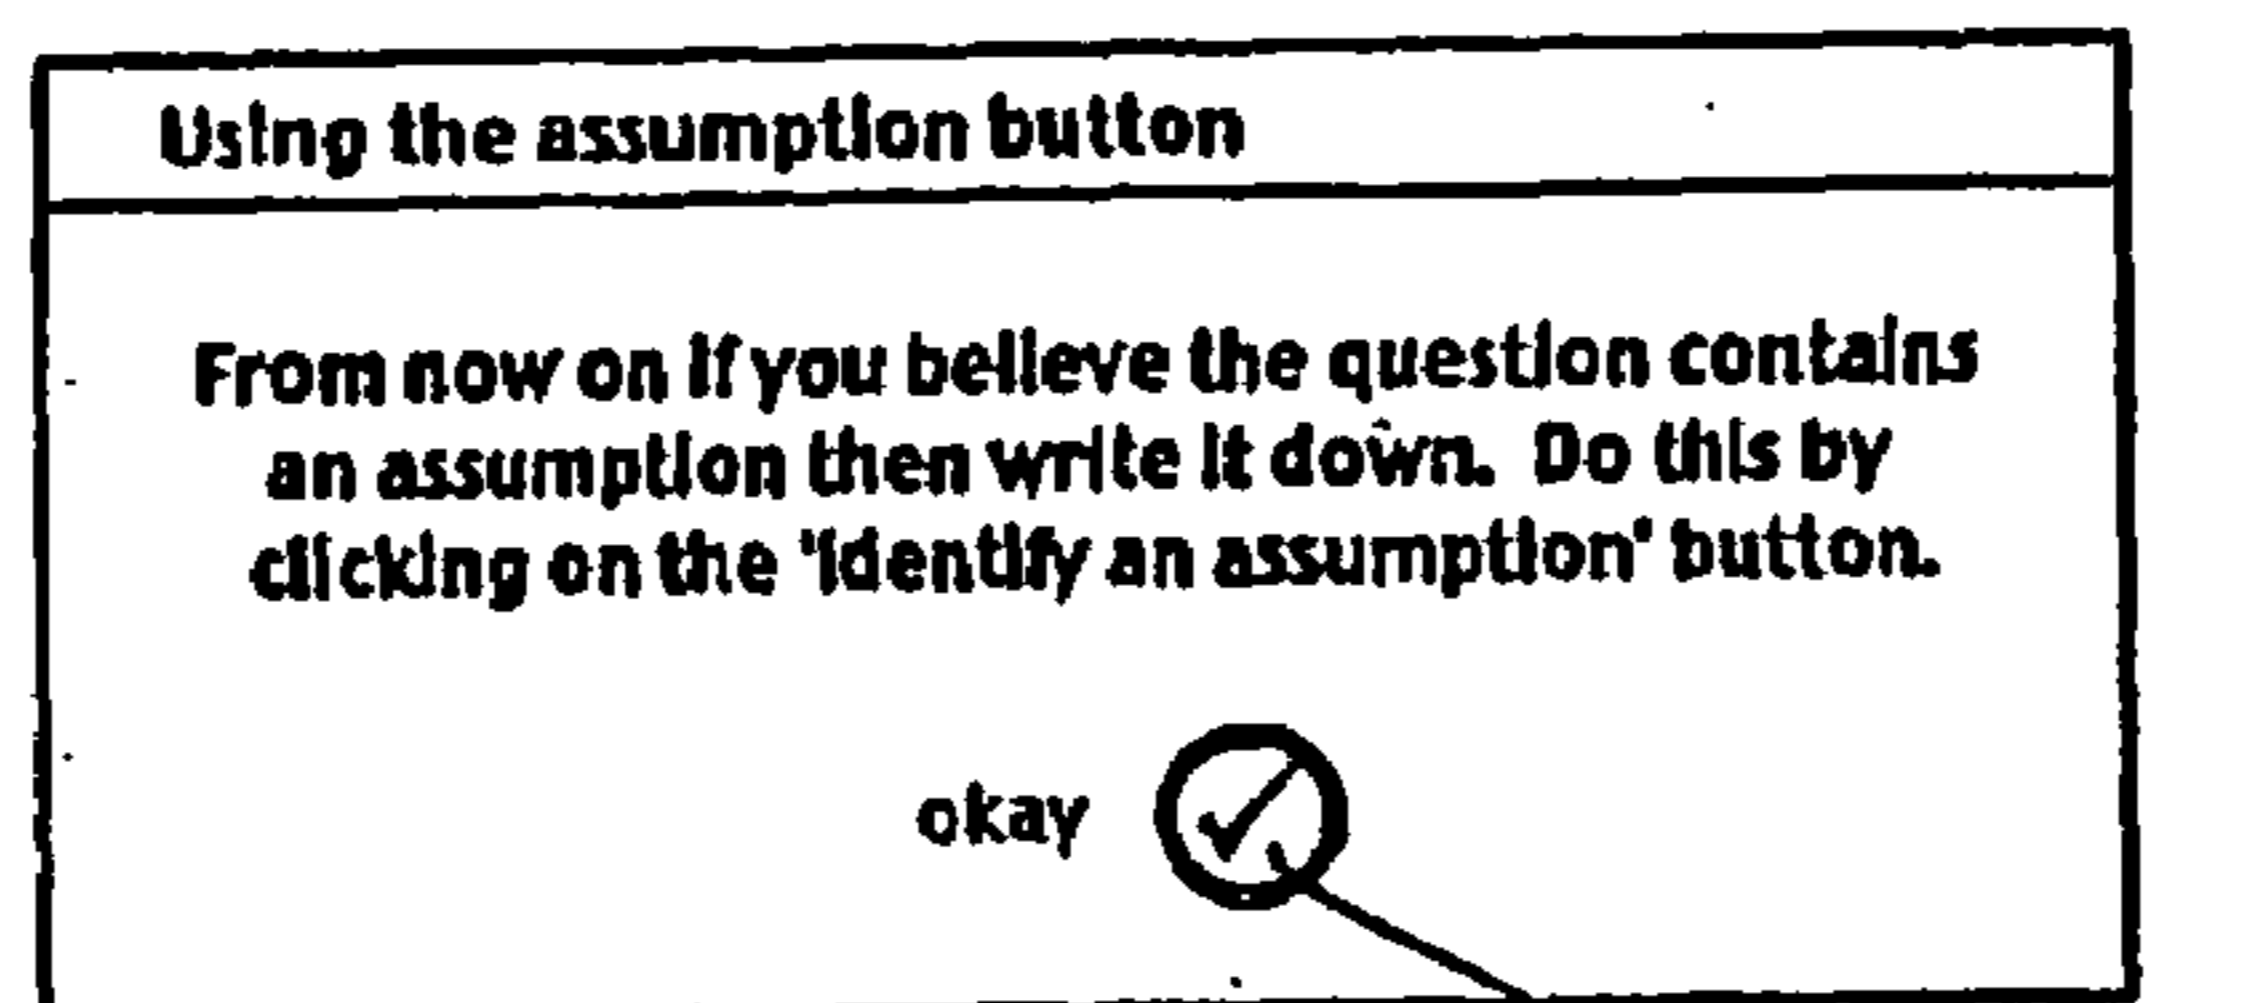 Using the assumption button
From now on if you believe the question contains
an assumption then write it down. Do this by
clicking on the 'identify an assumption' button.
okay